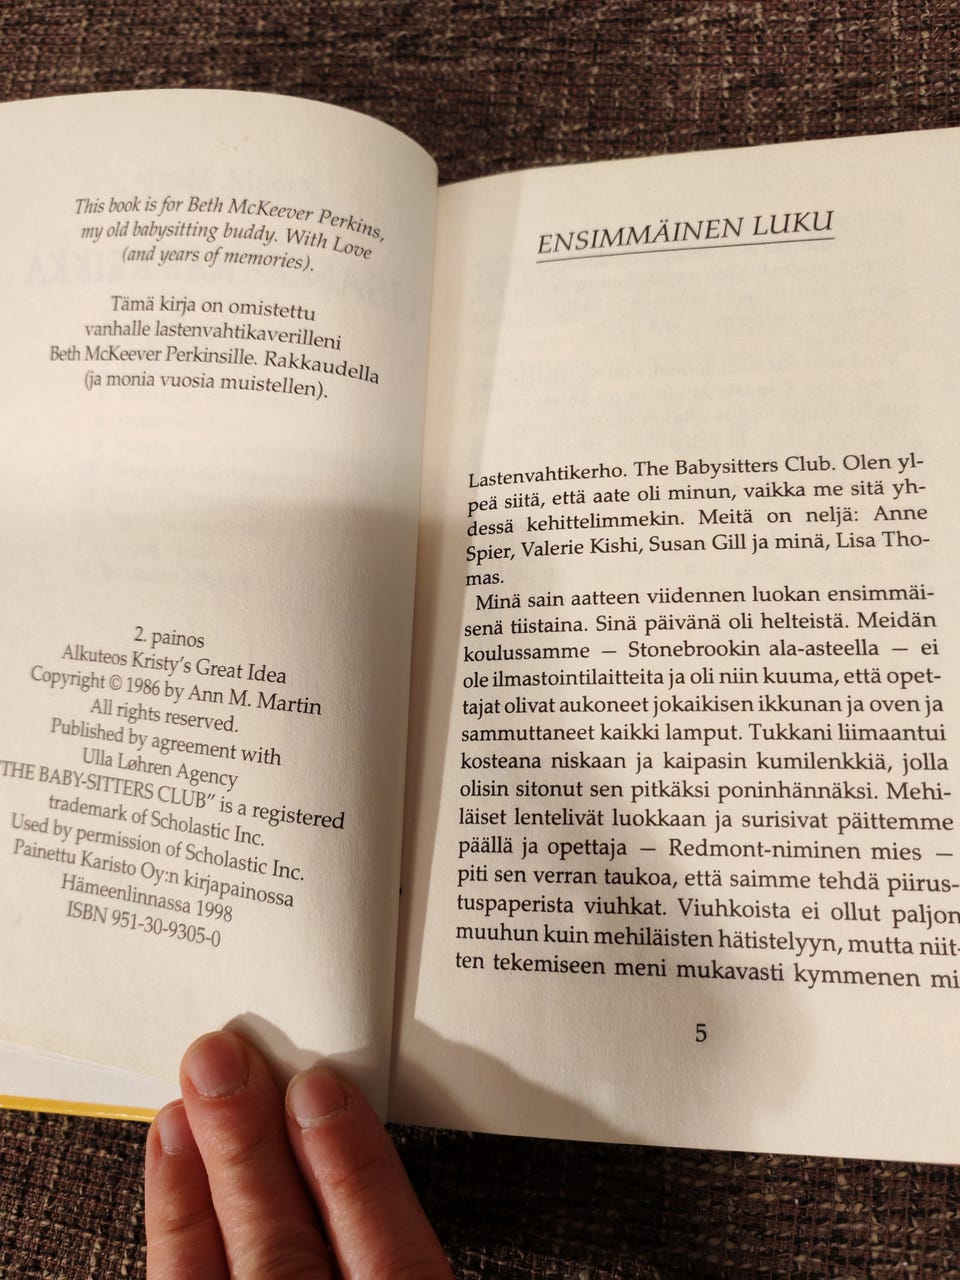 This book is for Beth McKeever Perkins,
my old babysitting buddy. With Love
(and years of memories).
Tämä kirja on omistettu
vanhalle lastenvahtikaverilleni
Beth McKeever Perkinsille. Rakkaudella
(ja monia vuosia muistellen).
2. painos
Alkuteos Kristy's Great Idea
Copyright © 1986 by Ann M. Martin
All rights reserved.
Published by agreement with
Ulla Løhren Agency
"THE BABY-SITTERS CLUB" is a registered
trademark of Scholastic Inc.
Used by permission of Scholastic Inc.
Painettu Karisto Oy:n kirjapainossa
Hämeenlinnassa 1998
ISBN 951-30-9305-0
ENSIMMÄINEN LUKU
Lastenvahtikerho. The Babysitters Club. Olen yl-
peä siitä, että aate oli minun, vaikka me sitä yh-
dessä kehittelimmekin. Meitä on neljä: Anne
Spier, Valerie Kishi, Susan Gill ja minä, Lisa Tho-
mas.
Minä sain aatteen viidennen luokan ensimmäi-
senä tiistaina. Sinä päivänä oli helteistä. Meidän
koulussamme — Stonebrookin ala-asteella — ei
ole ilmastointilaitteita ja oli niin kuuma, että opet-
tajat olivat aukoneet jokaikisen ikkunan ja oven ja
sammuttaneet kaikki lamput. Tukkani liimaantui
kosteana niskaan ja kaipasin kumilenkkiä, jolla
olisin sitonut sen pitkäksi poninhännäksi. Mehi-
läiset lentelivät luokkaan ja surisivat päittemme
päällä ja opettaja — Redmont-niminen mies —
piti sen verran taukoa, että saimme tehdä piirus-
tuspaperista viuhkat. Viuhkoista ei ollut paljon
muuhun kuin mehiläisten hätistelyyn, mutta niit-
ten tekemiseen meni mukavasti kymmenen mi
5